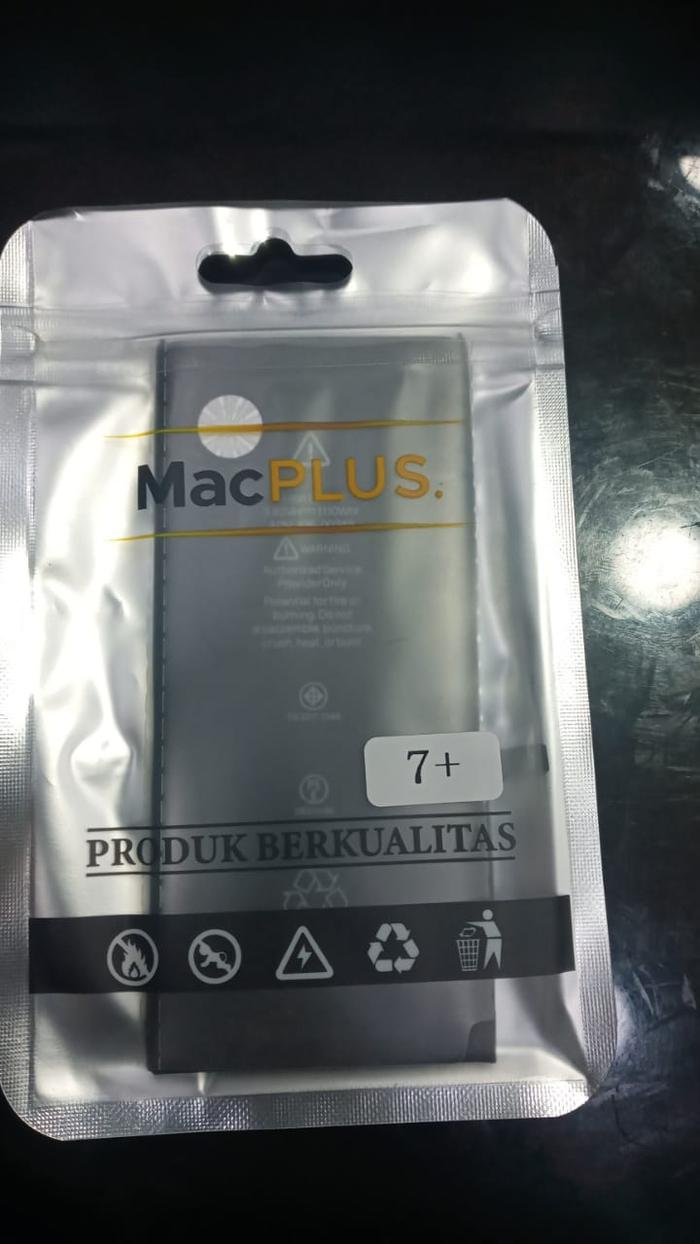 MacPLUS.
WARNING
Authorized Service
Provider Only
Potential for fire or
burning. Do not
disassemble, puncture,
crush, heat, or burn
7+
PRODUK BERKUALITAS